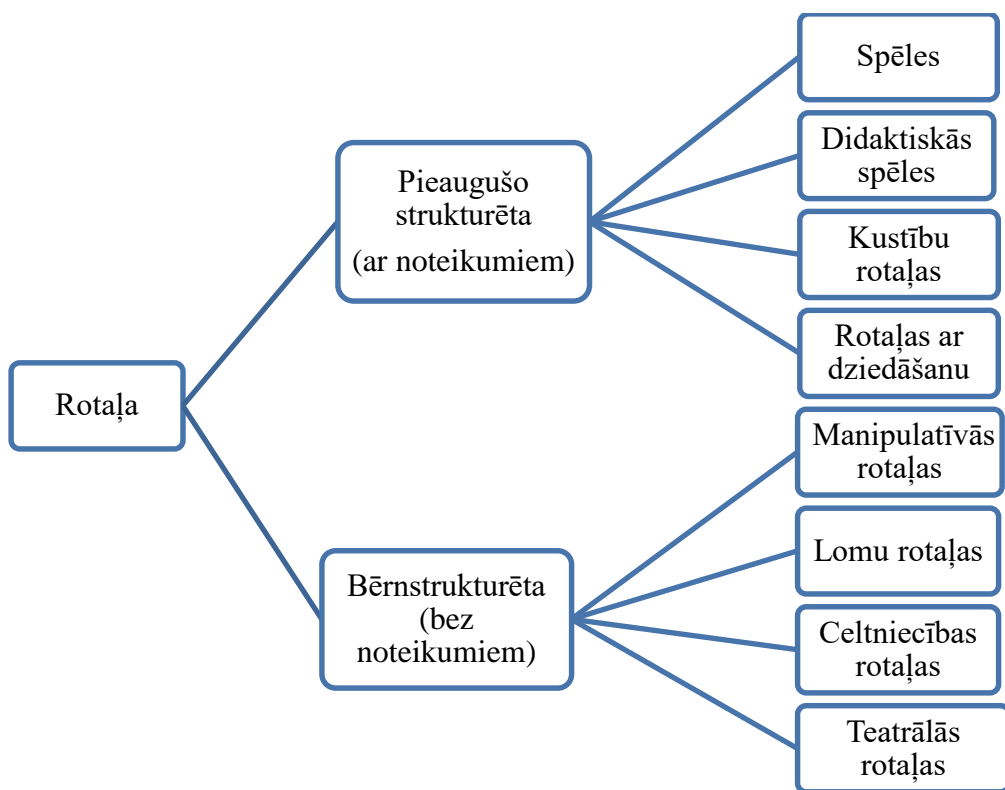 Rotaļa
Pieaugušo
strukturēta
(ar noteikumiem)
Spēles
Didaktiskās
spēles
Kustību
rotaļas
Rotaļas ar
dziedāšanu
Bērnstrukturēta
(bez
noteikumiem)
Manipulatīvās
rotaļas
Lomu rotaļas
Celtniecības
rotaļas
Teatrālās
rotaļas